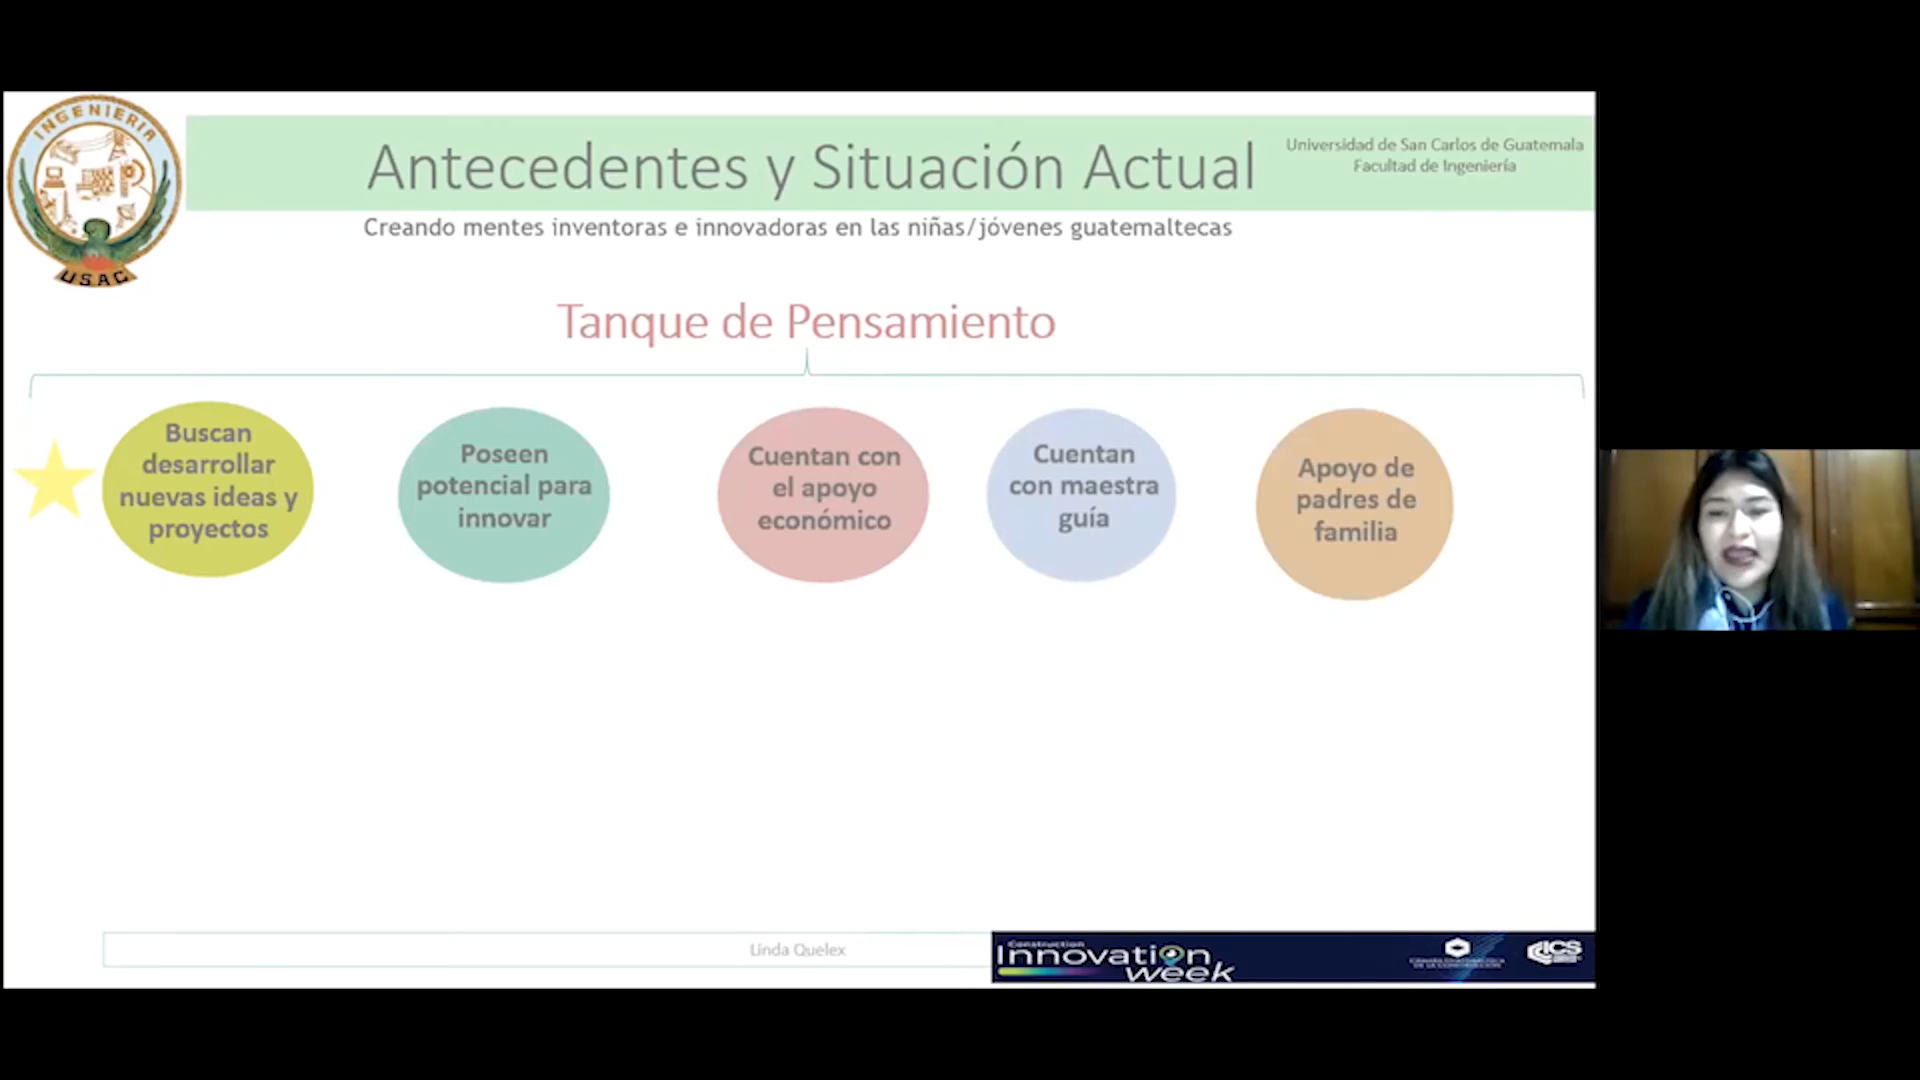 INGENIERIA
USAC
Antecedentes y Situación Actual
Universidad de San Carlos de Guatemala
Facultad de Ingeniería
Creando mentes inventoras e innovadoras en las niñas/jóvenes guatemaltecas
Tanque de Pensamiento
Buscan
desarrollar
nuevas ideas y
proyectos
Poseen
potencial para
innovar
Cuentan con
el apoyo
económico
Cuentan
con maestra
guía
Apoyo de
padres de
familia
Linda Quelex
Construction
Innovation
week
ICS